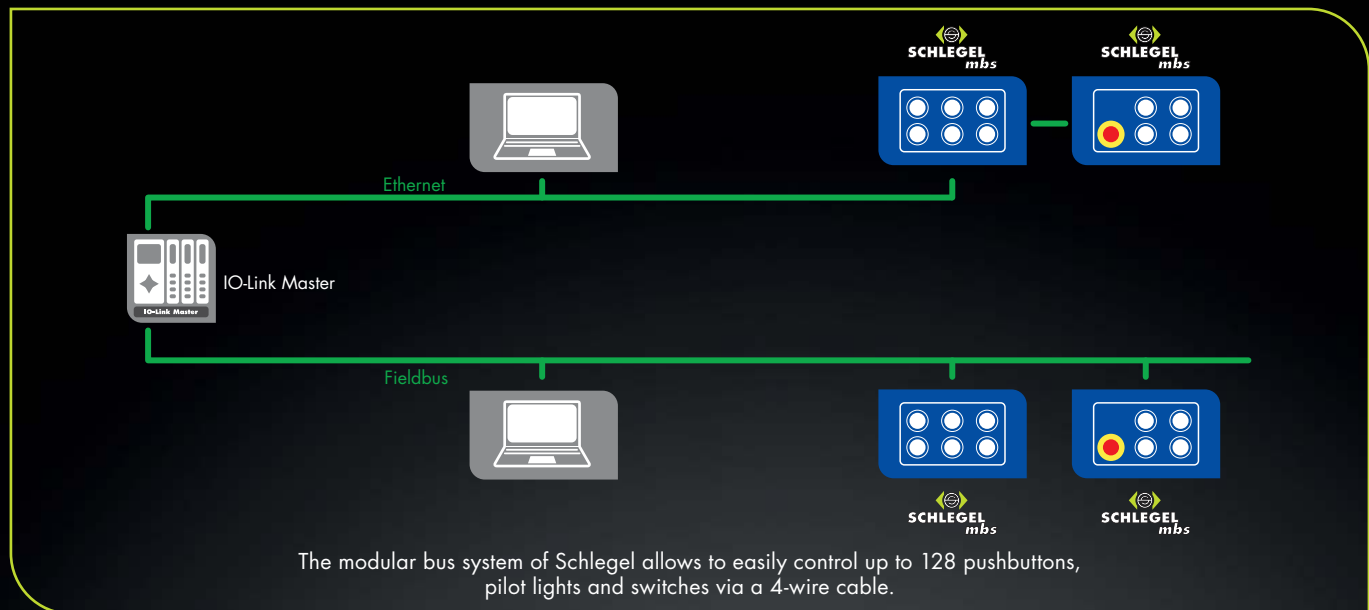 SCHLEGEL
mbs
SCHLEGEL
mbs
Ethernet
IO-Link Master
IO-Link Master
Fieldbus
SCHLEGEL
mbs
SCHLEGEL
mbs
The modular bus system of Schlegel allows to easily control up to 128 pushbuttons,
pilot lights and switches via a 4-wire cable.